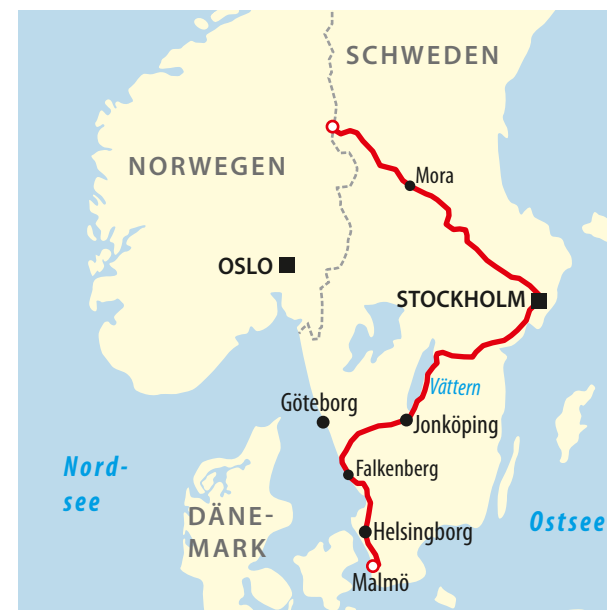 SCHWEDEN
NORWEGEN
Mora
OSLO
STOCKHOLM
Vättern
Göteborg
Jonköping
Falkenberg
Nord-
see
DÄNE-
MARK
Helsingborg
Ostsee
Malmö